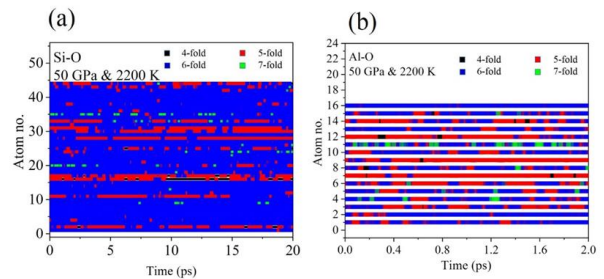 (a)
Si-O
50 GPa & 2200 K
4-fold
5-fold
6-fold
7-fold
50
40
30
20
10
0
Atom no.
0
5
10
15
20
Time (ps)
(b)
Al-O
50 GPa & 2200 K
4-fold
5-fold
6-fold
7-fold
24
22
20
18
16
14
12
10
8
6
4
2
0
Atom no.
0.0
0.4
0.8
1.2
1.6
2.0
Time (ps)